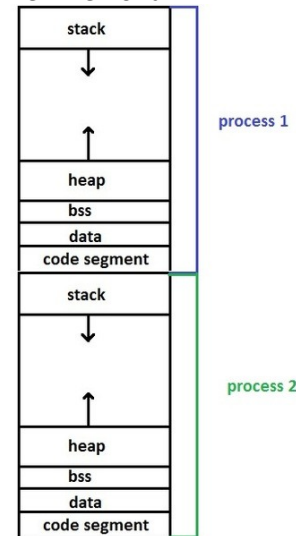 stack
process 1
heap
bss
data
code segment
stack
process 2
heap
bss
data
code segment